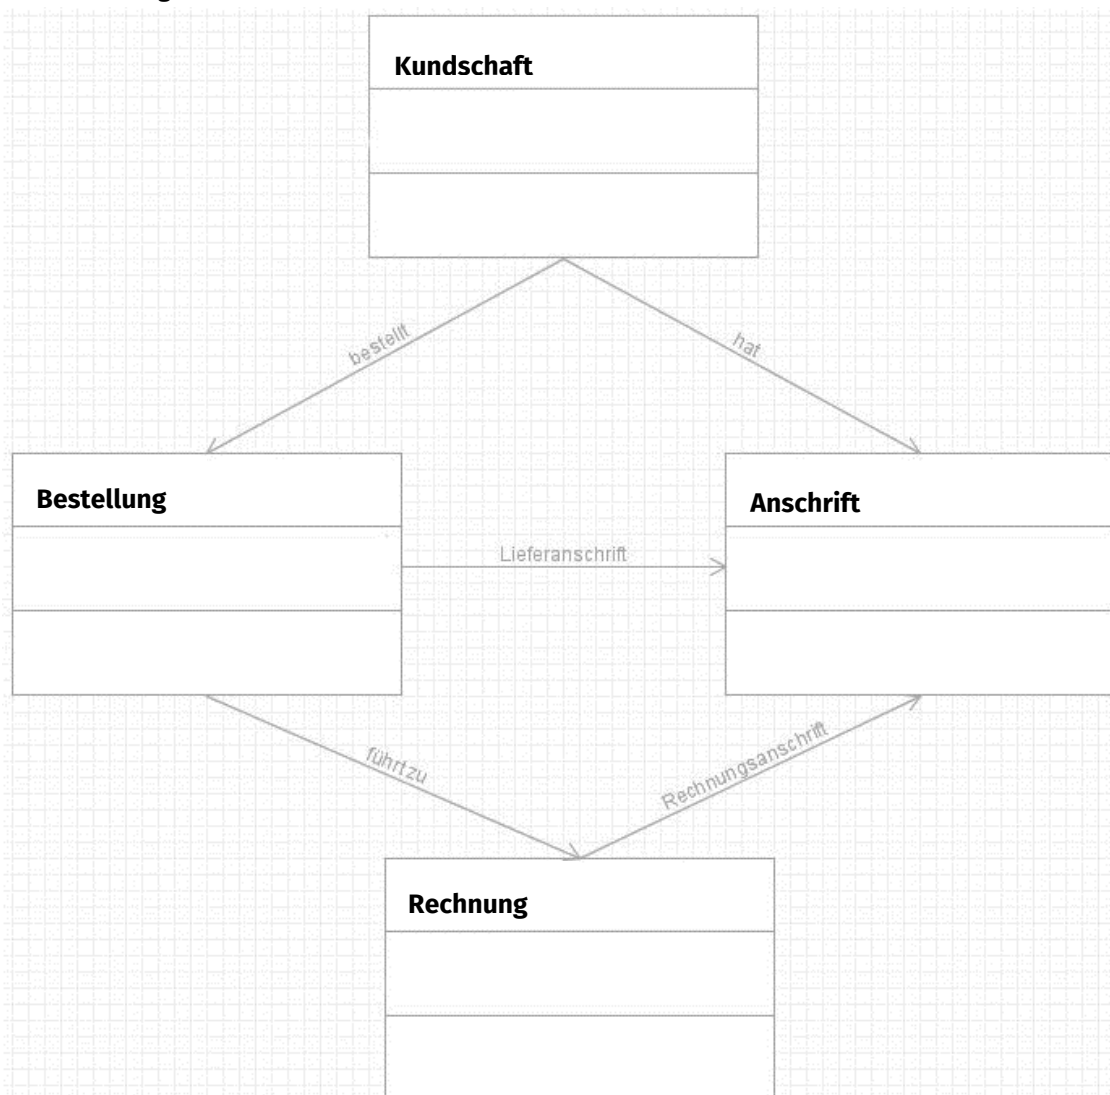 Kundschaft
bestellt
hat
Bestellung
Anschrift
Lieferanschrift
führt zu
Rechnungsanschrift
Rechnung